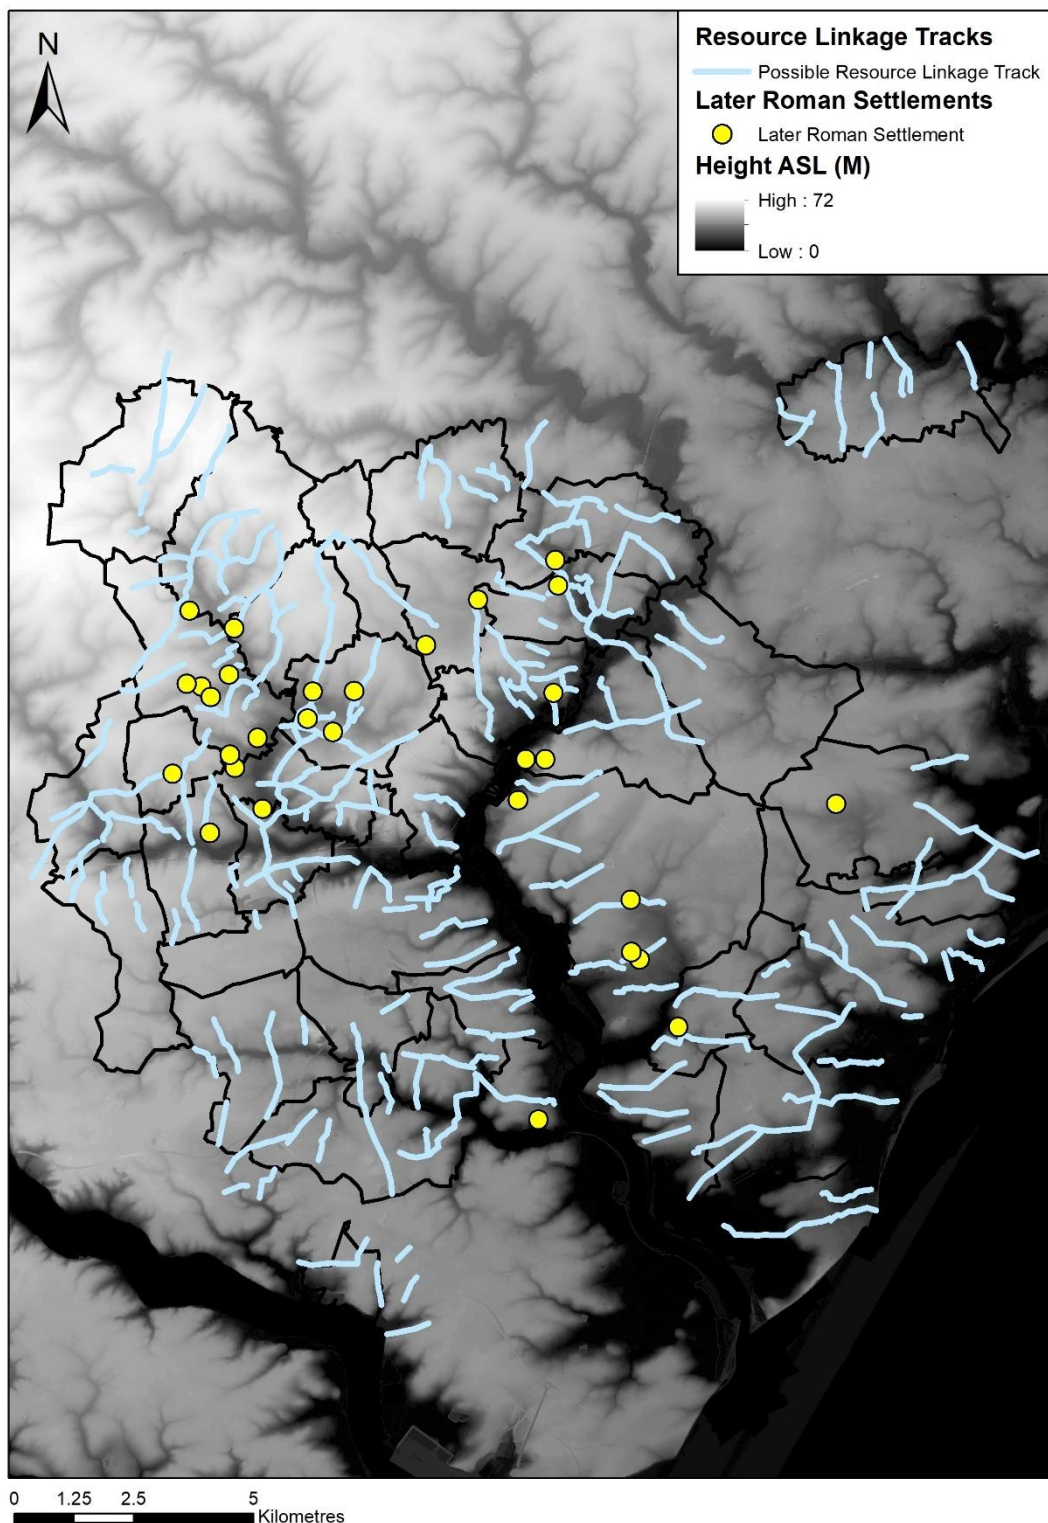 N
Resource Linkage Tracks
Possible Resource Linkage Track
Later Roman Settlements
Later Roman Settlement
Height ASL (M)
High : 72
Low : 0
0 1.25 2.5 5
Kilometres